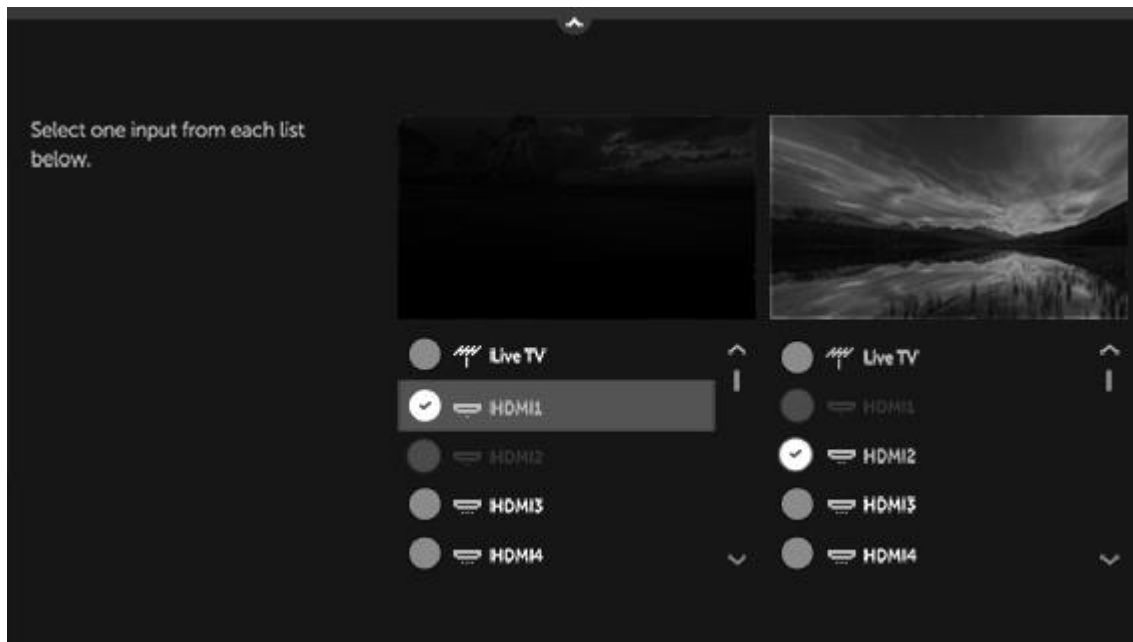 Select one input from each list
below.
Live TV
HDMI1
HDMI2
HDMI3
HDMI4
Live TV
HDMI1
HDMI2
HDMI3
HDMI4